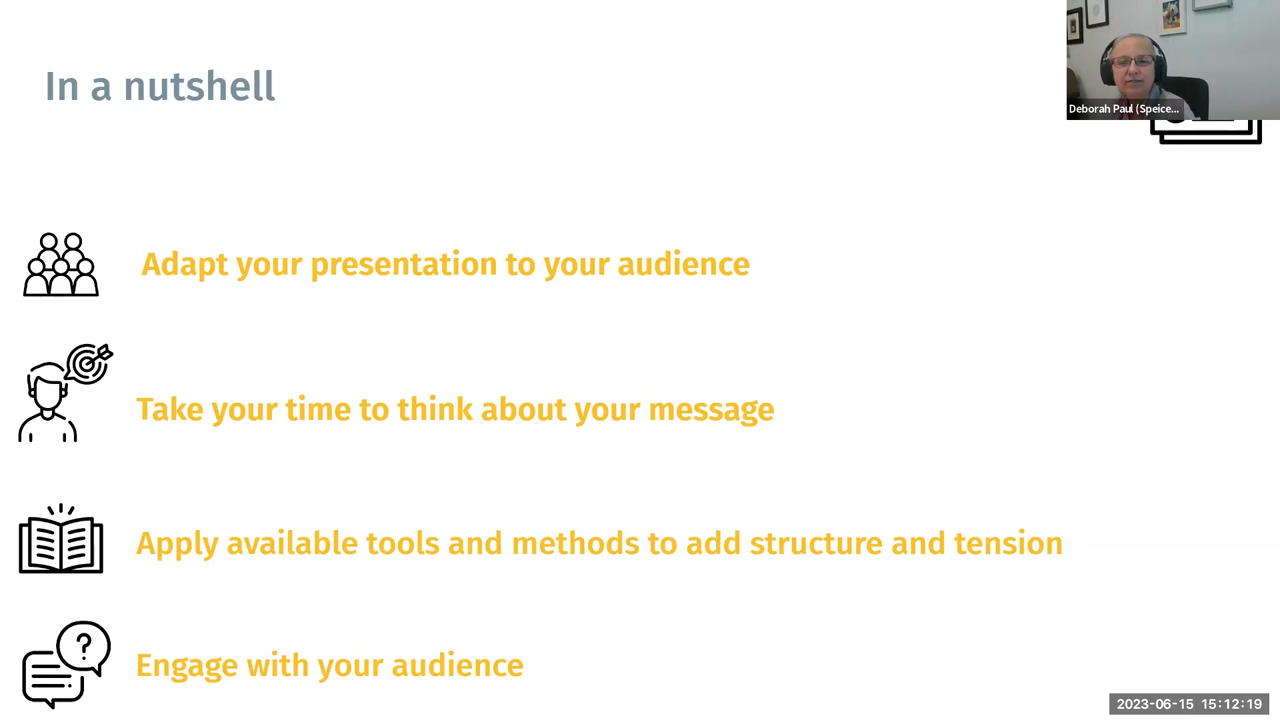 In a nutshell
Deborah Paul (Speice...
Adapt your presentation to your audience
Take your time to think about your message
Apply available tools and methods to add structure and tension
?
Engage with your audience
2023-06-15 15:12:19